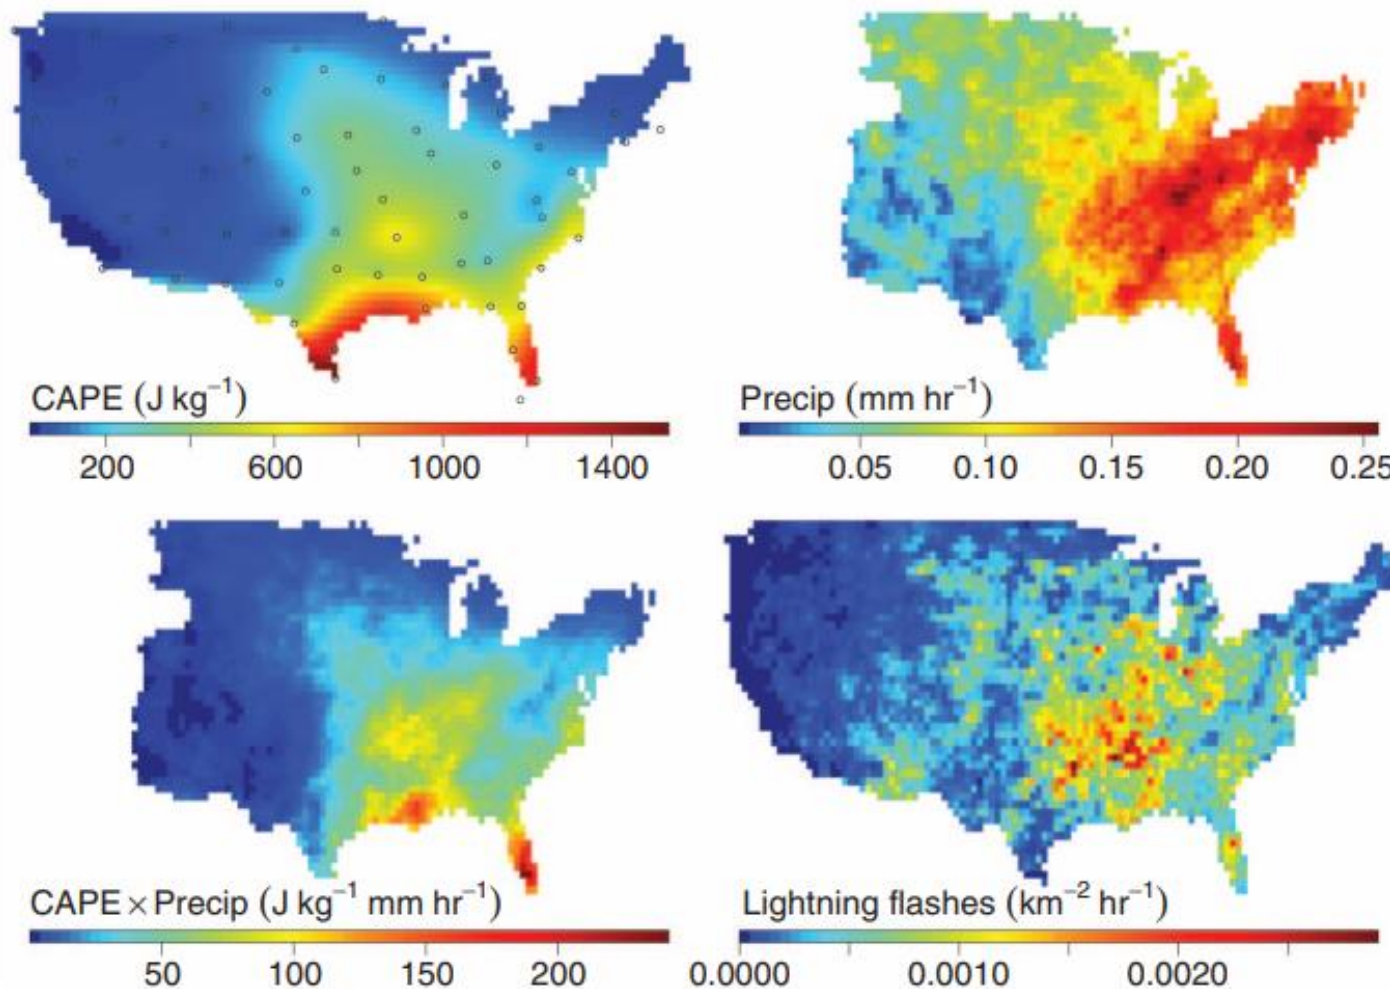 CAPE (J kg⁻¹)
200 600 1000 1400
Precip (mm hr⁻¹)
0.05 0.10 0.15 0.20 0.25
CAPE × Precip (J kg⁻¹ mm hr⁻¹)
50 100 150 200
Lightning flashes (km⁻² hr⁻¹)
0.0000 0.0010 0.0020